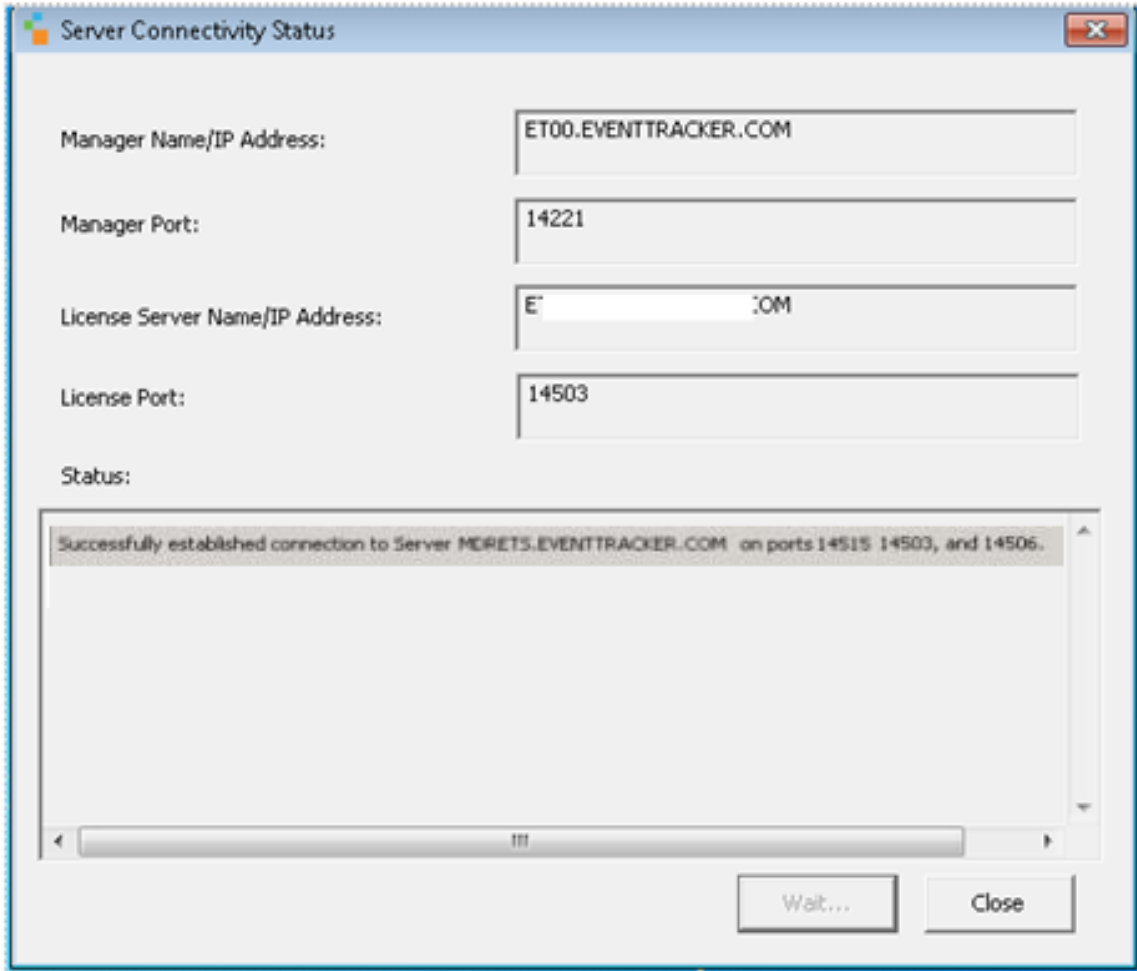 Server Connectivity Status
Manager Name/IP Address:
ET00.EVENTTRACKER.COM
Manager Port:
14221
License Server Name/IP Address:
License Port:
14503
Status:
Successfully established connection to Server MDRETS.EVENTTRACKER.COM on ports 14515 14503, and 14506.
Wait...
Close